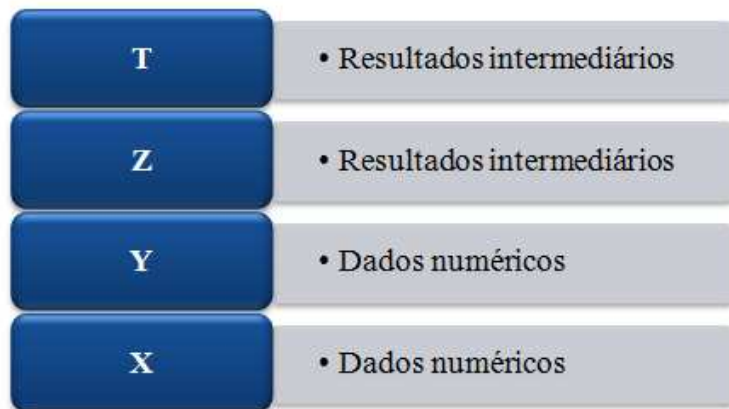 T
• Resultados intermediários
Z
• Resultados intermediários
Y
• Dados numéricos
X
• Dados numéricos